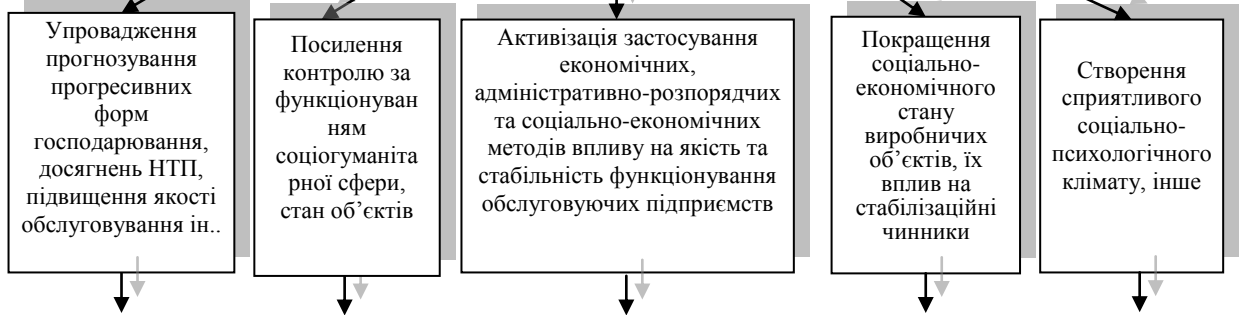 Упровадження
прогнозування
прогресивних
форм
господарювання,
досягнень НТП,
підвищення якості
обслуговування ін..
Посилення
контролю за
функціонуван
ням
соціогуманіта
рної сфери,
стан об’єктів
Активізація застосування
економічних,
адміністративно-розпорядчих
та соціально-економічних
методів впливу на якість та
стабільність функціонування
обслуговуючих підприємств
Покращення
соціально-
економічного
стану
виробничих
об’єктів, їх
вплив на
стабілізаційні
чинники
Створення
сприятливого
соціально-
психологічного
клімату, інше